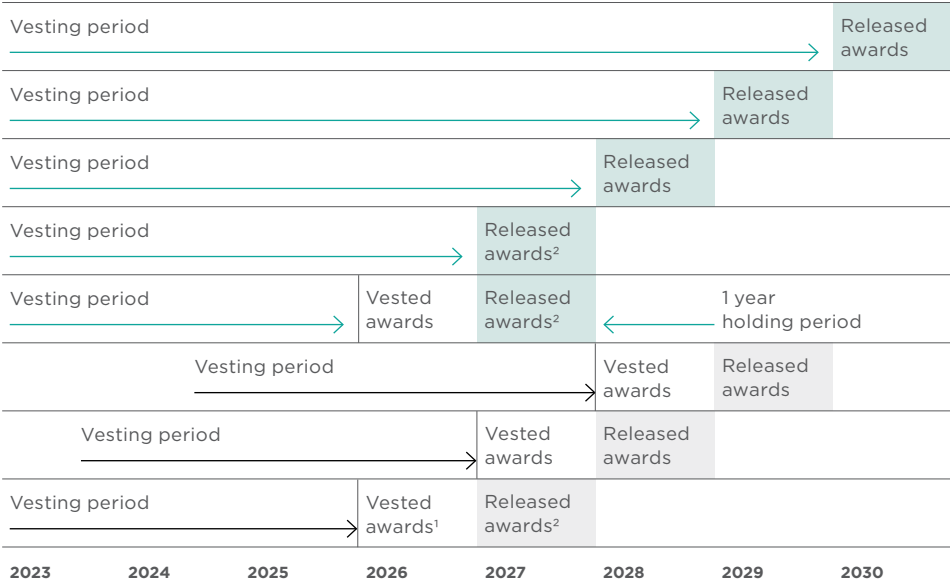 Vesting period
Released
awards
Vesting period
Released
awards
Vesting period
Released
awards
Vesting period
Released
awards²
Vesting period
Vested
awards
Released
awards²
1 year
holding period
Vesting period
Vested
awards
Released
awards
Vesting period
Vested
awards
Released
awards
Vesting period
Vested
awards¹
Released
awards²
2023 2024 2025 2026 2027 2028 2029 2030